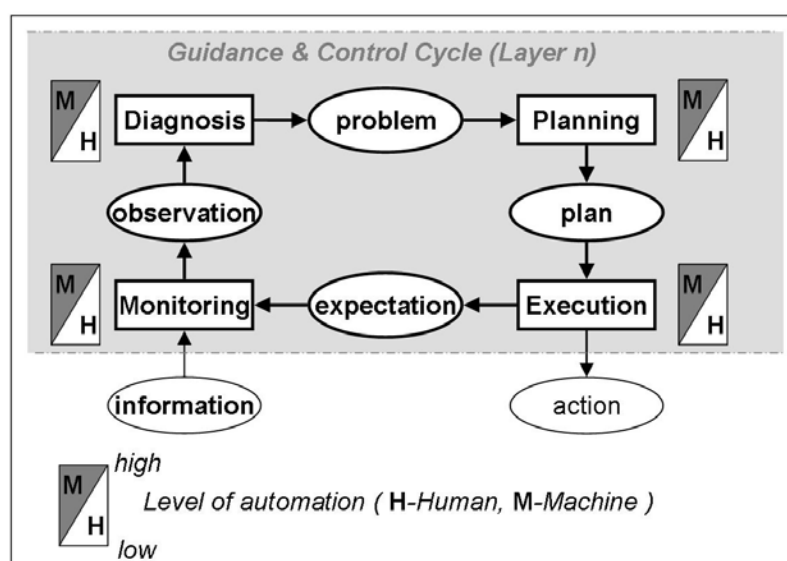 Guidance & Control Cycle (Layer n)
M
H
Diagnosis
problem
Planning
M
H
observation
plan
M
H
Monitoring
expectation
Execution
M
H
information
action
M
H
high
low
Level of automation ( H-Human, M-Machine )